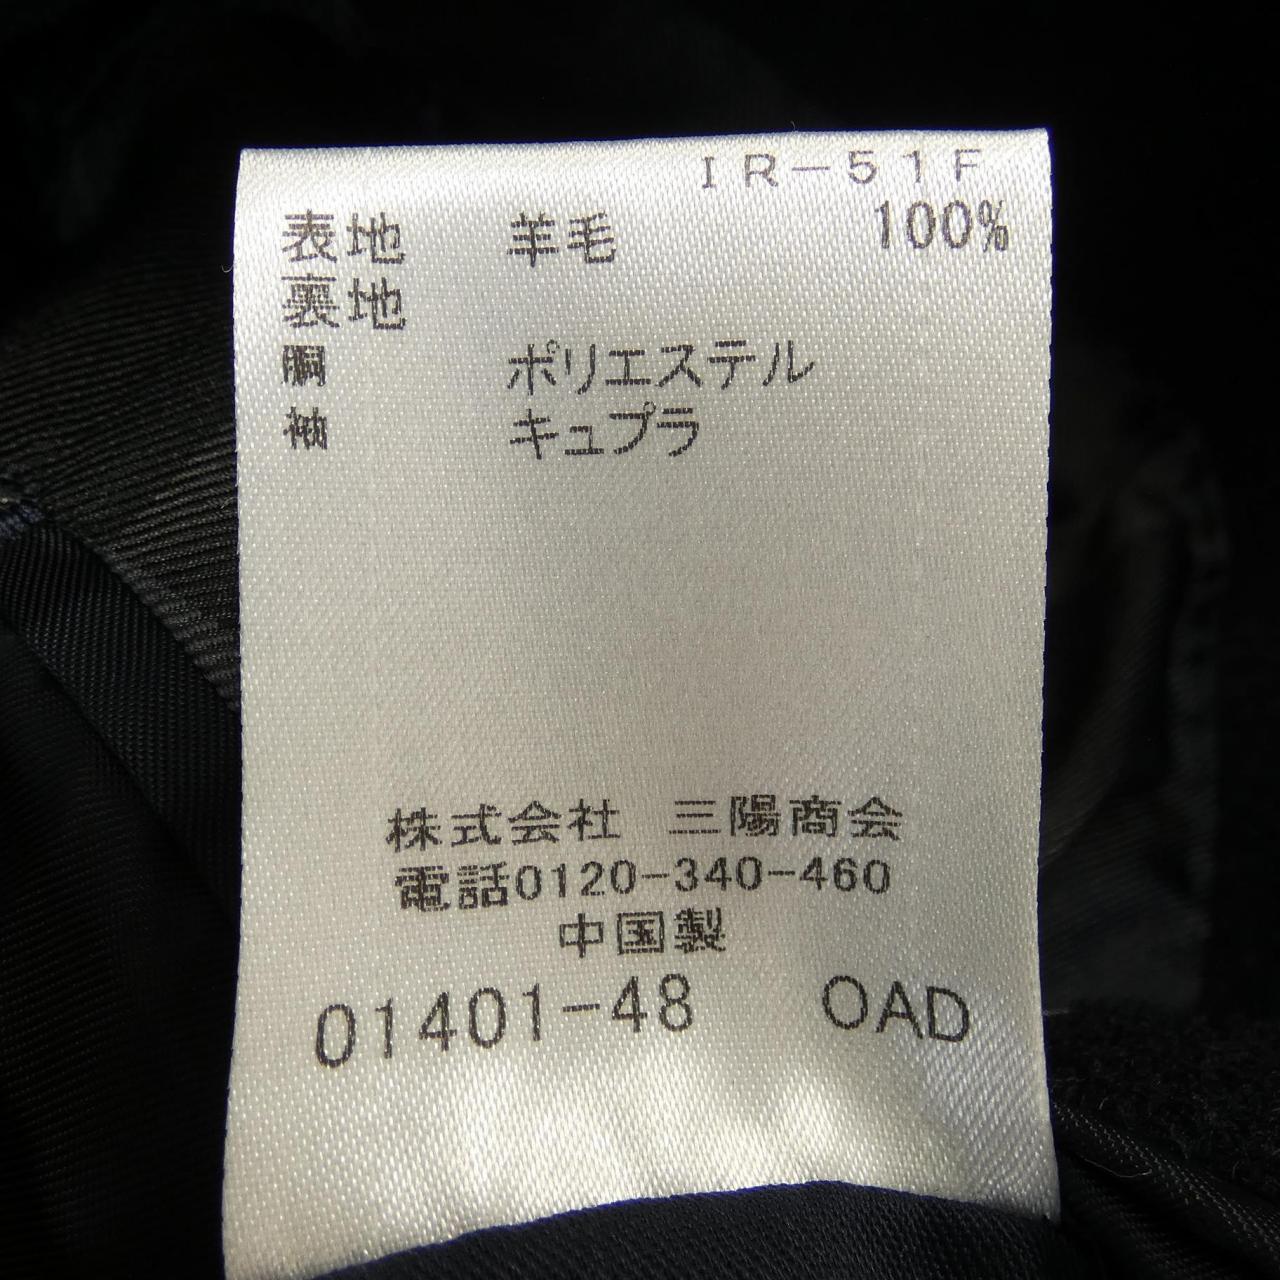 IR-51F
表地 羊毛 100%
裏地
胴 ポリエステル
袖 キュプラ
株式会社 三陽商会
電話0120-340-460
中国製
01401-48 OAD